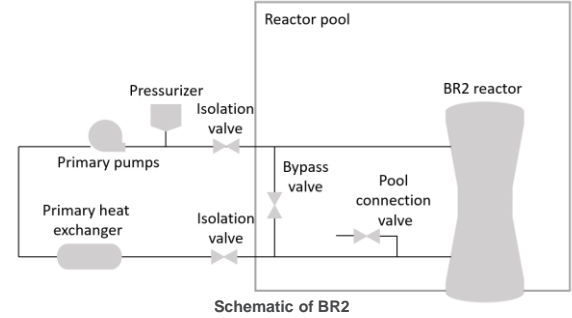 Reactor pool
BR2 reactor
Pressurizer
Isolation
valve
Primary pumps
Bypass
valve
Pool
connection
valve
Primary heat
exchanger
Isolation
valve
Schematic of BR2